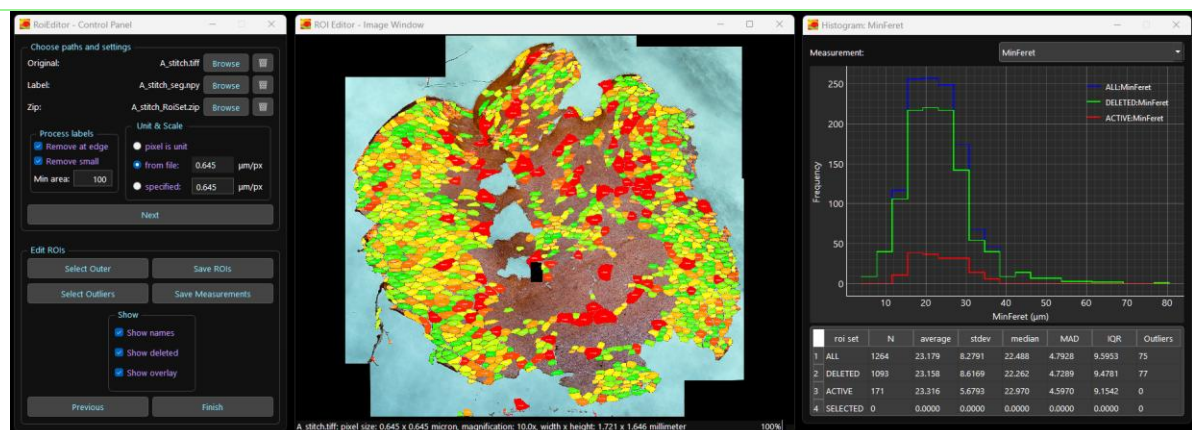 RoiEditor - Control Panel
Choose paths and settings
Original: A_stitch.tiff Browse
Label: A_stitch_seg.npy Browse
Zip: A_stitch_RoiSet.zip Browse
Process labels
Remove at edge
Remove small
Min area: 100
Unit & Scale
pixel is unit
from file: 0.645 µm/px
specified: 0.645 µm/px
Next
Edit ROIs
Select Outer Save ROIs
Select Outliers Save Measurements
Show
Show names
Show deleted
Show overlay
Previous Finish
ROI Editor - Image Window
A_stitch.tiff: pixel size: 0.645 x 0.645 micron, magnification: 10.0x, width x height: 1.721 x 1.646 millimeter 100%
Histogram: MinFeret
Measurement: MinFeret
ALL:MinFeret
DELETED:MinFeret
ACTIVE:MinFeret
Frequency
250
200
150
100
50
0
10 20 30 40 50 60 70 80
MinFeret (µm)
roi set N average stdev median MAD IQR Outliers
1 ALL 1264 23.179 8.2791 22.488 4.7928 9.5953 75
2 DELETED 1093 23.158 8.6169 22.262 4.7289 9.4781 77
3 ACTIVE 171 23.316 5.6793 22.970 4.5970 9.1542 0
4 SELECTED 0 0.0000 0.0000 0.0000 0.0000 0.0000 0